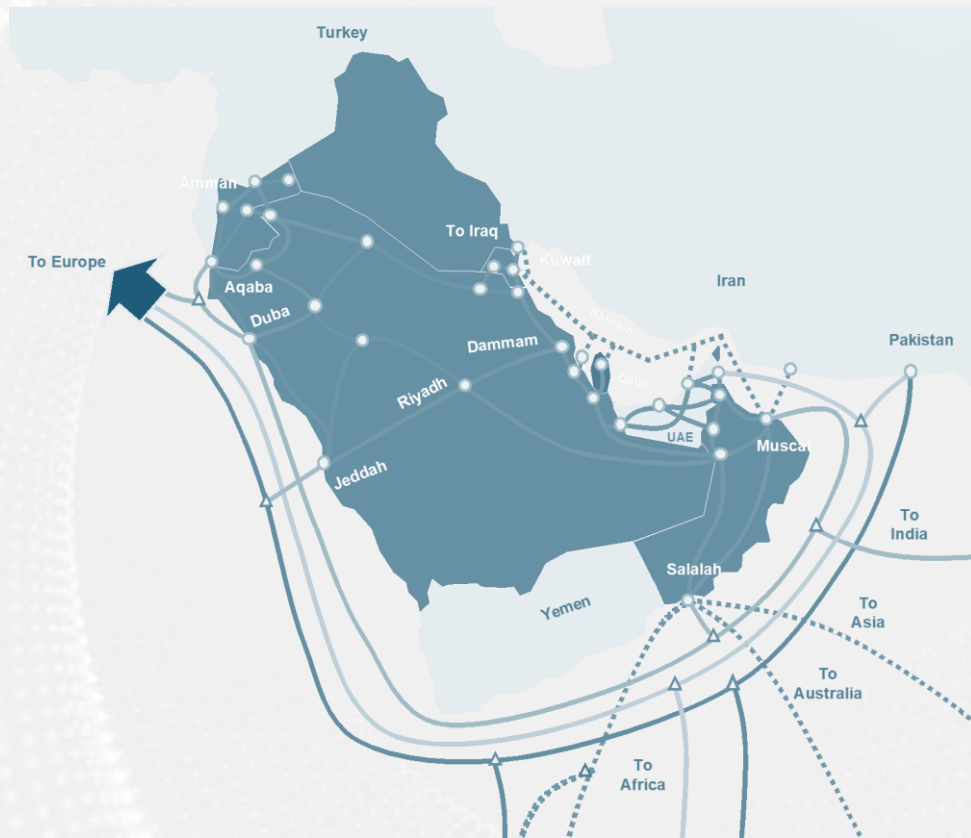 Turkey
Amman
To Iraq
Kuwait
To Europe
Aqaba
Iran
Duba
Bahrain
Dammam
Pakistan
Qatar
Riyadh
UAE
Muscat
Jeddah
To
India
Salalah
Yemen
To
Asia
To
Australia
To
Africa